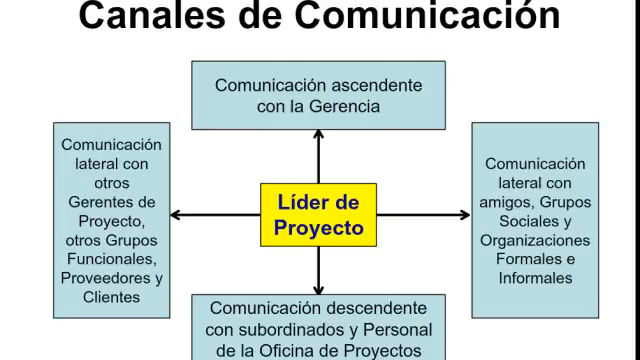 Canales de Comunicación
Comunicación ascendente
con la Gerencia
Comunicación
lateral con
otros
Gerentes de
Proyecto,
otros Grupos
Funcionales,
Proveedores y
Clientes
Líder de
Proyecto
Comunicación
lateral con
amigos, Grupos
Sociales y
Organizaciones
Formales e
Informales
Comunicación descendente
con subordinados y Personal
de la Oficina de Proyectos